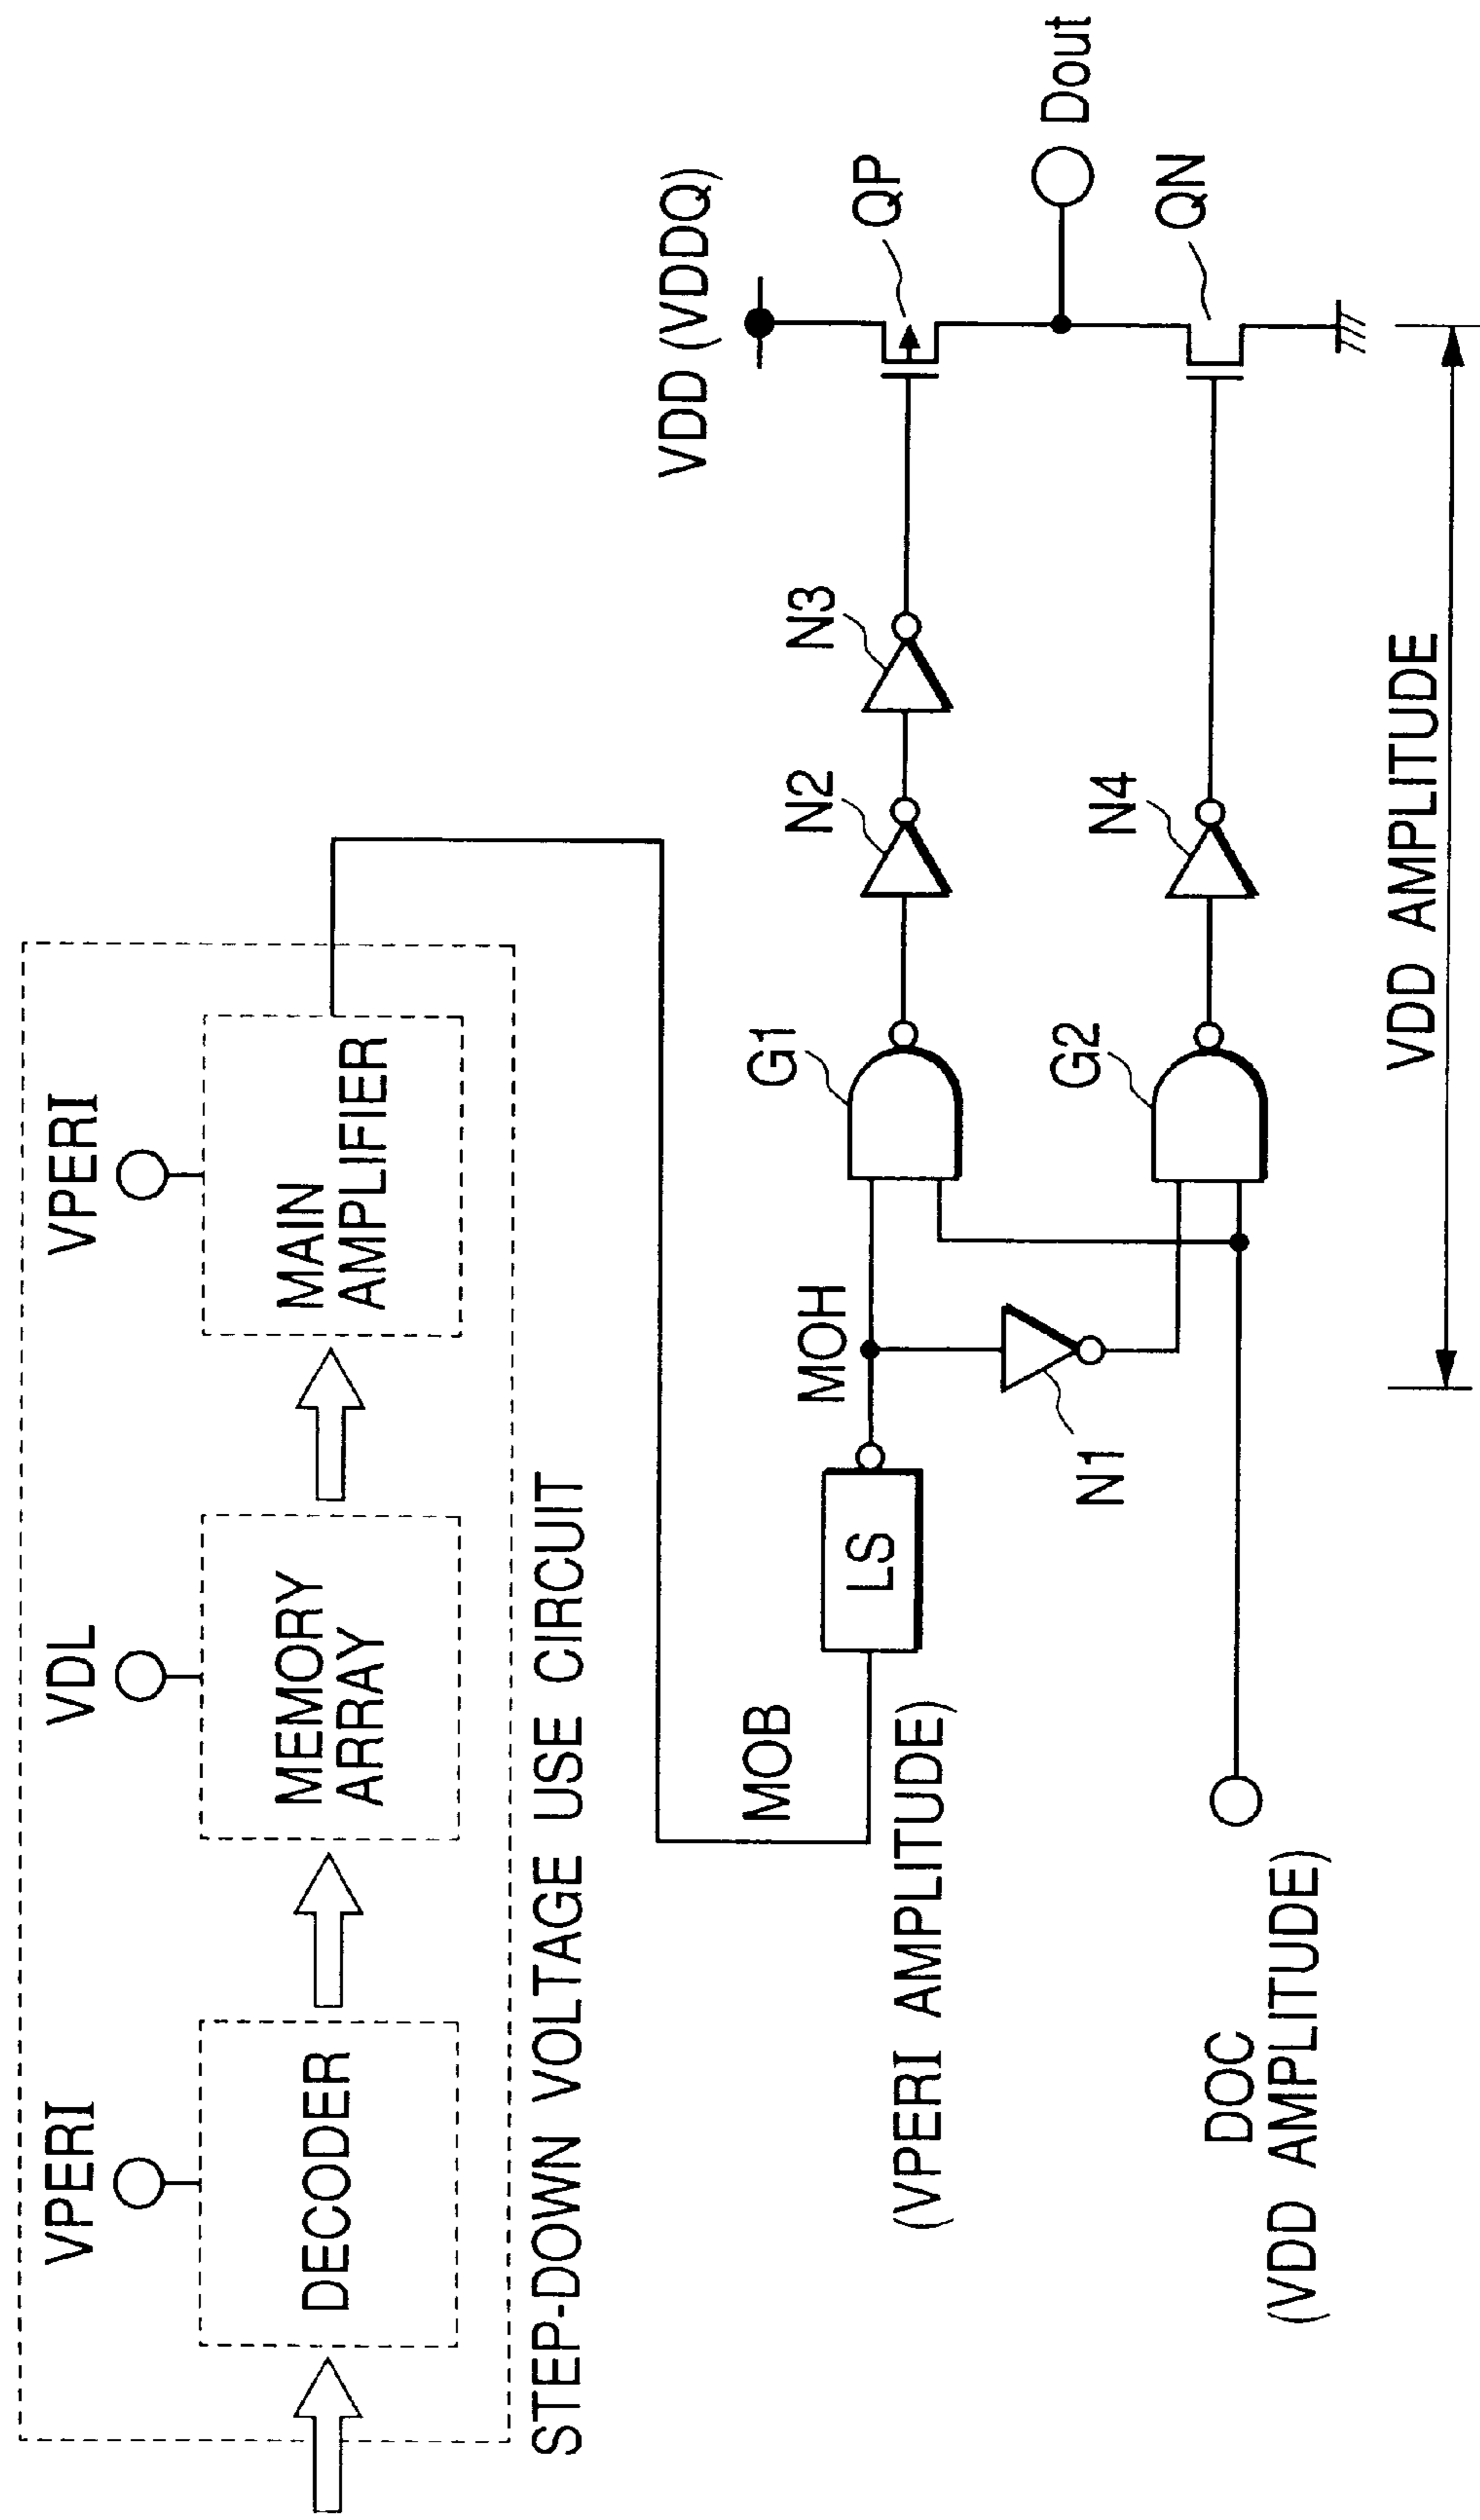 VPERI
VDL
VPERI
DECODER
MEMORY
ARRAY
MAIN
AMPLIFIER
STEP-DOWN VOLTAGE USE CIRCUIT
VDD (VDDQ)
MOB
(VPERI AMPLITUDE)
LS
MOH
G1
N2
N3
QP
N1
Dout
G2
N4
QN
DOC
(VDD AMPLITUDE)
VDD AMPLITUDE